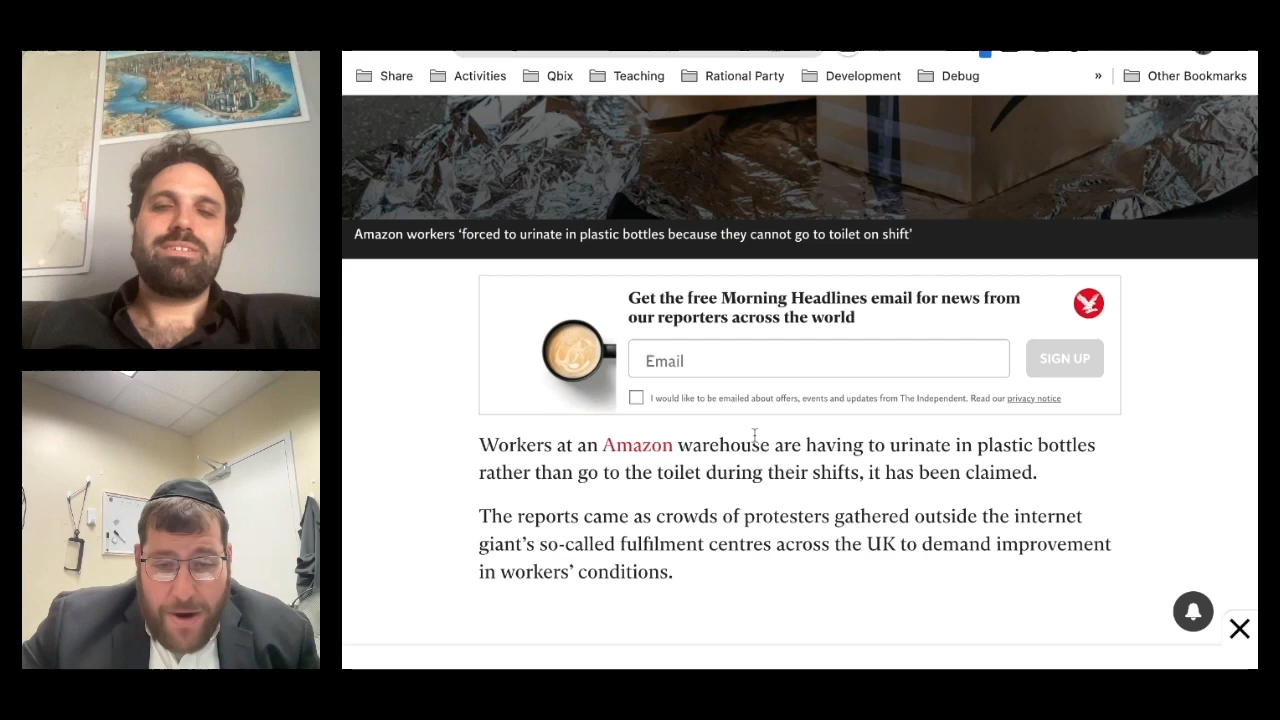 Share
Activities
Qbix
Teaching
Rational Party
Development
Debug
»
Other Bookmarks
Amazon workers ‘forced to urinate in plastic bottles because they cannot go to toilet on shift’
Get the free Morning Headlines email for news from
our reporters across the world
Email
SIGN UP
I would like to be emailed about offers, events and updates from The Independent. Read our privacy notice
Workers at an Amazon warehouse are having to urinate in plastic bottles
rather than go to the toilet during their shifts, it has been claimed.
The reports came as crowds of protesters gathered outside the internet
giant’s so-called fulfilment centres across the UK to demand improvement
in workers’ conditions.